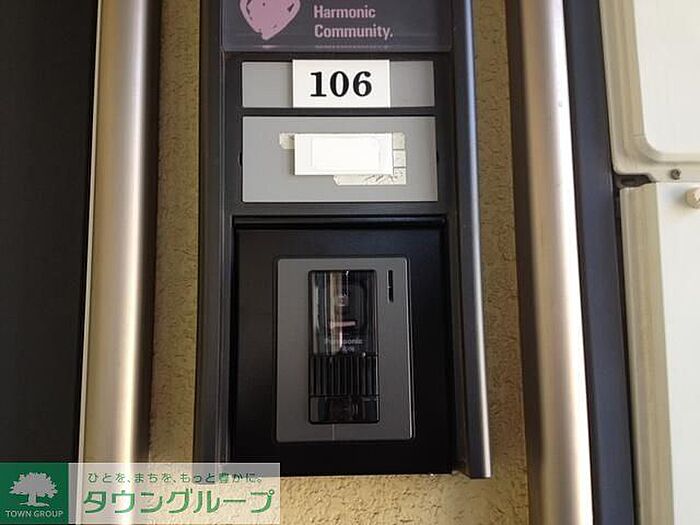 Harmonic
Community.
106
Panasonic
ひとを、まちを、もっと豊かに。
タウングループ
TOWN GROUP